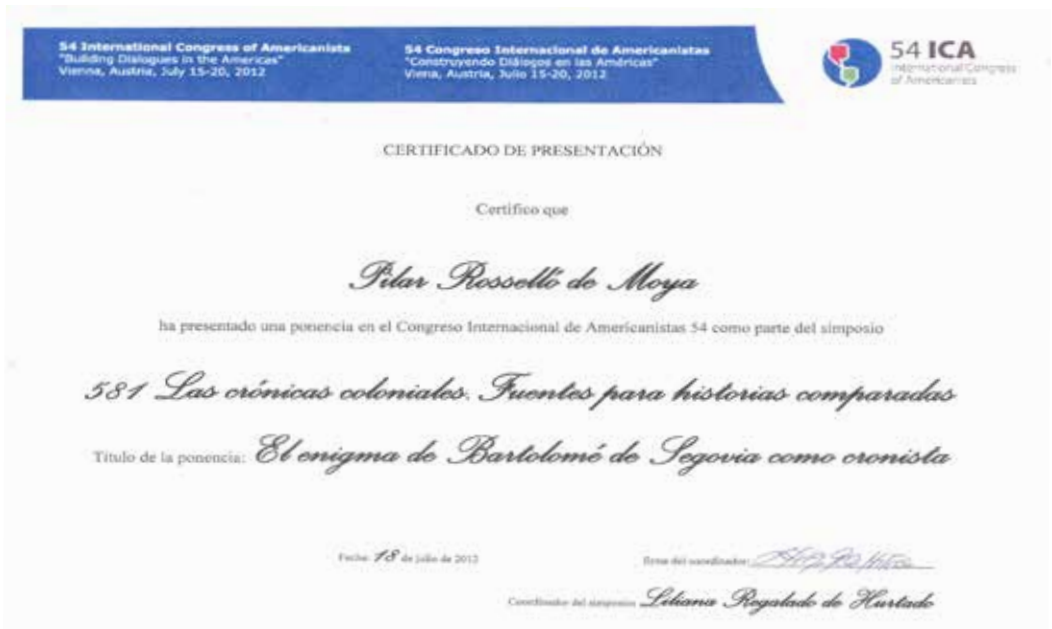 54 International Congress of Americanists
"Building Dialogues in the Americas"
Vienna, Austria, July 15-20, 2012
54 Congreso Internacional de Americanistas
"Construyendo Diálogos en las Américas"
Viena, Austria, Julio 15-20, 2012
54 ICA
International Congress
of Americanists
CERTIFICADO DE PRESENTACIÓN
Certifico que
Pilar Rosselló de Moya
ha presentado una ponencia en el Congreso Internacional de Americanistas 54 como parte del simposio
581 Las crónicas coloniales. Fuentes para historias comparadas
Título de la ponencia: El enigma de Bartolomé de Segovia como cronista
Fecha: 18 de julio de 2012
firma del coordinador:
Coordinador del simposio: Liliana Regalado de Hurtado